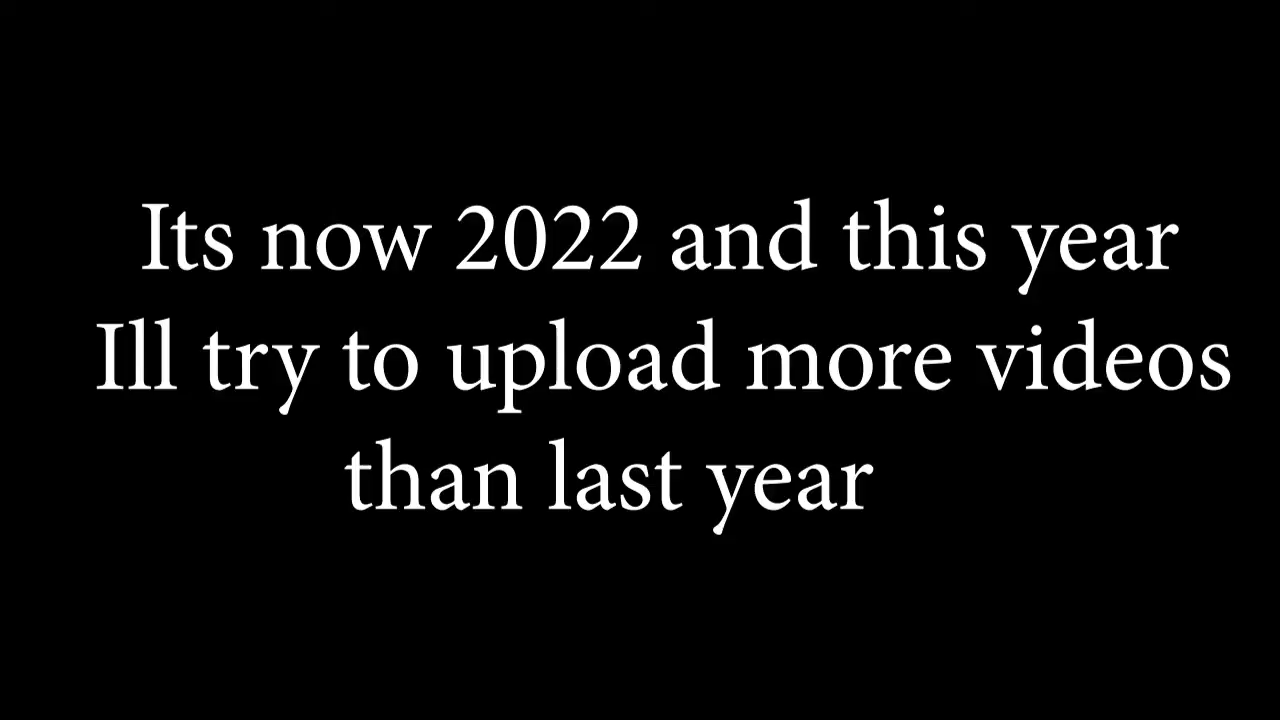 Its now 2022 and this year
Ill try to upload more videos
than last year